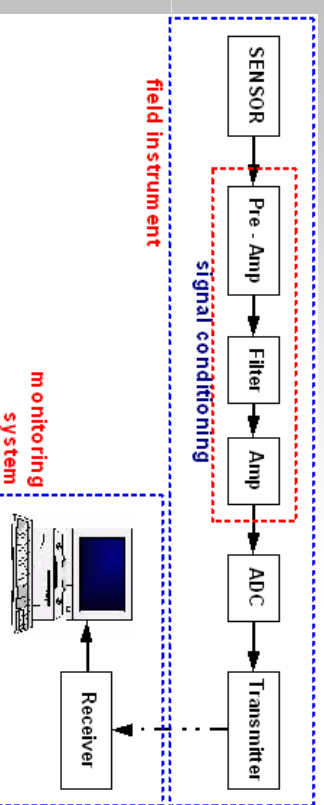 SENSOR
Pre - Amp
Filter
Amp
ADC
Transmitter
signal conditioning
field instrument
monitoring
system
Receiver